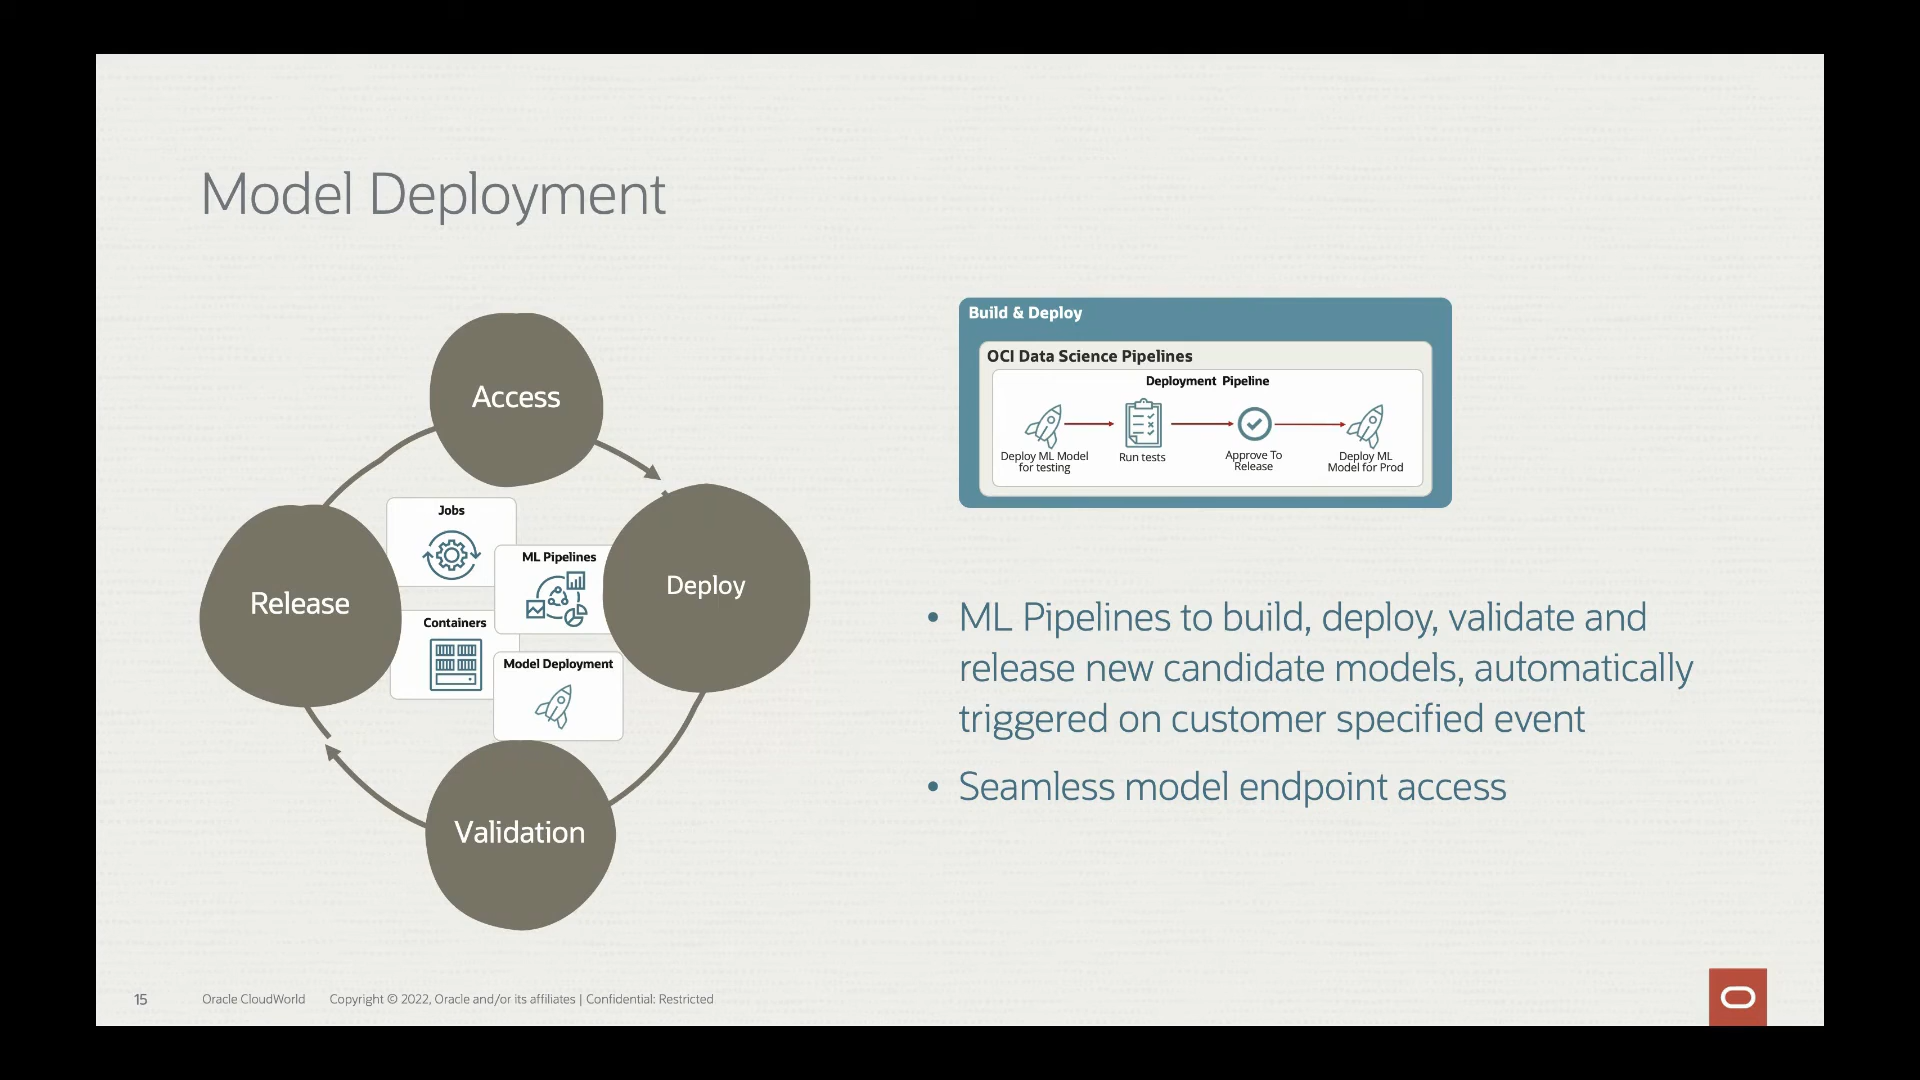 Model Deployment
Access
Jobs
ML Pipelines
Release
Deploy
Containers
Model Deployment
Validation
Build & Deploy
OCI Data Science Pipelines
Deployment Pipeline
Deploy ML Model
for testing
Run tests
Approve To
Release
Deploy ML
Model for Prod
• ML Pipelines to build, deploy, validate and
release new candidate models, automatically
triggered on customer specified event
• Seamless model endpoint access
15 Oracle CloudWorld Copyright © 2022, Oracle and/or its affiliates | Confidential: Restricted